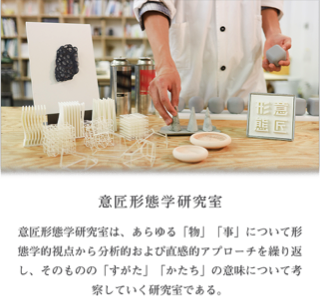 意匠
形態
意匠形態学研究室
意匠形態学研究室は、あらゆる「物」「事」について形
態学的視点から分析的および直感的アプローチを繰り返
し、そのものの「すがた」「かたち」の意味について考
察していく研究室である。